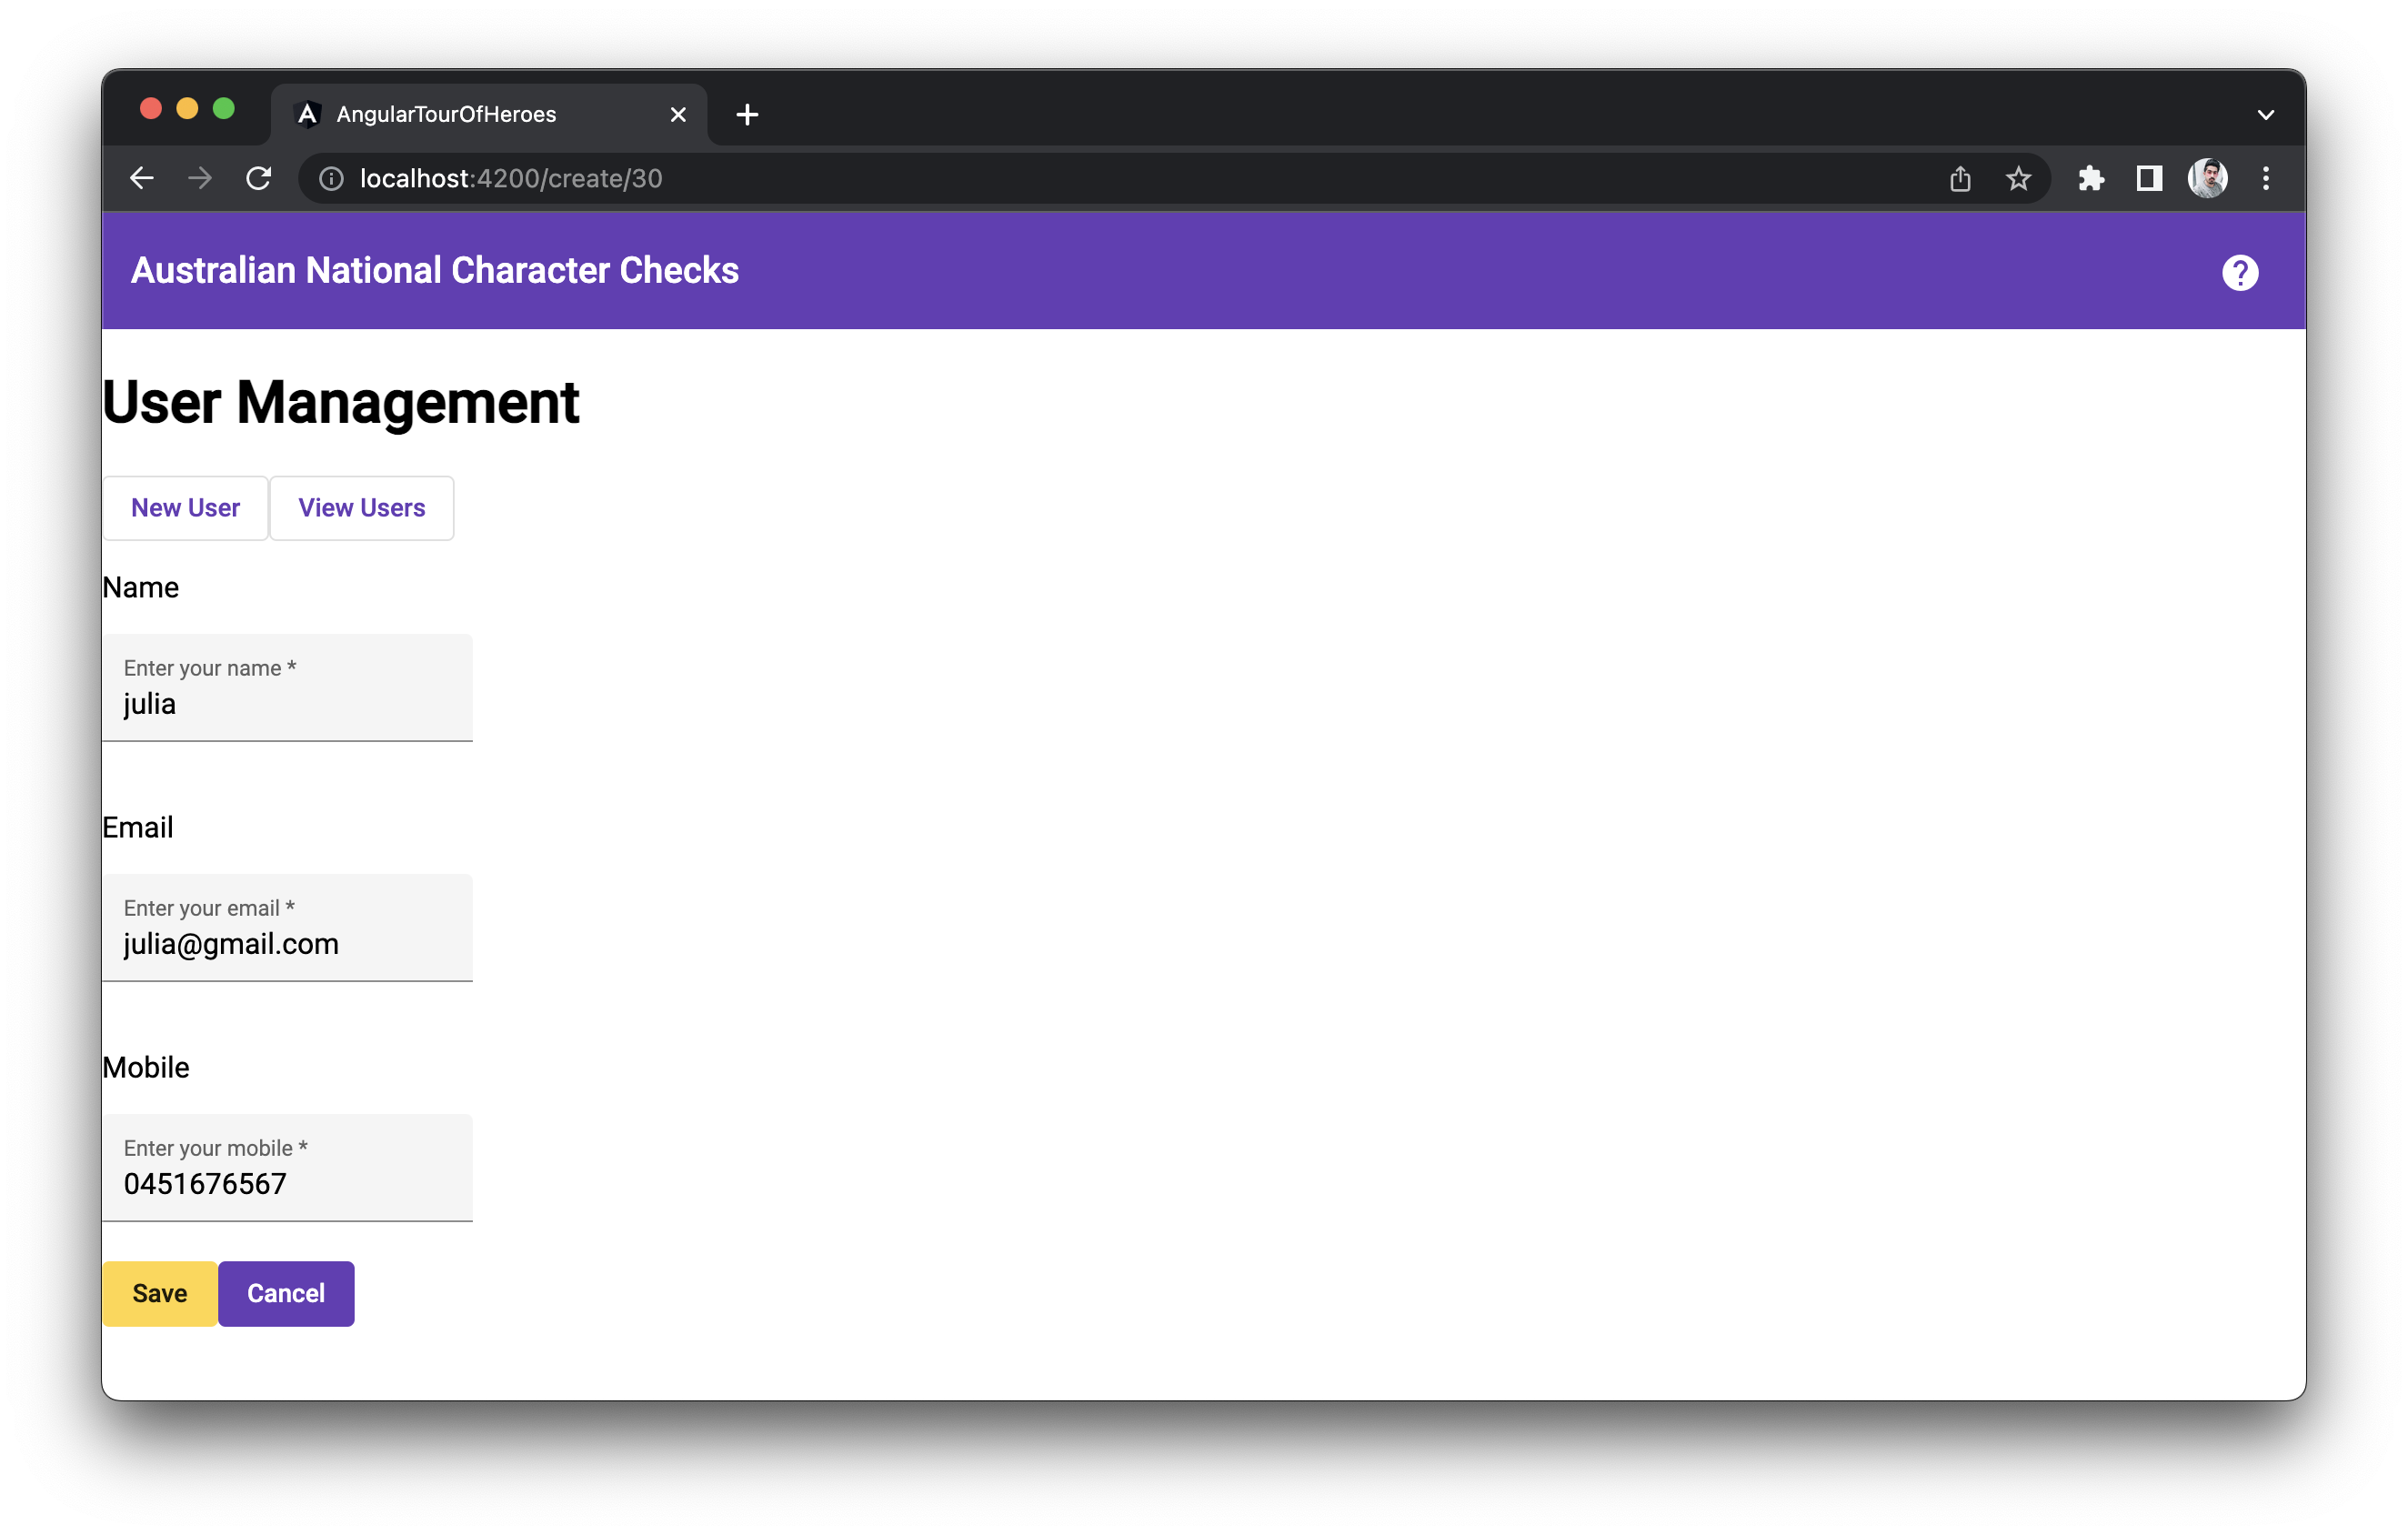 AngularTourOfHeroes
localhost:4200/create/30
Australian National Character Checks
User Management
New User View Users
Name
Enter your name *
julia
Email
Enter your email *
julia@gmail.com
Mobile
Enter your mobile *
0451676567
Save Cancel